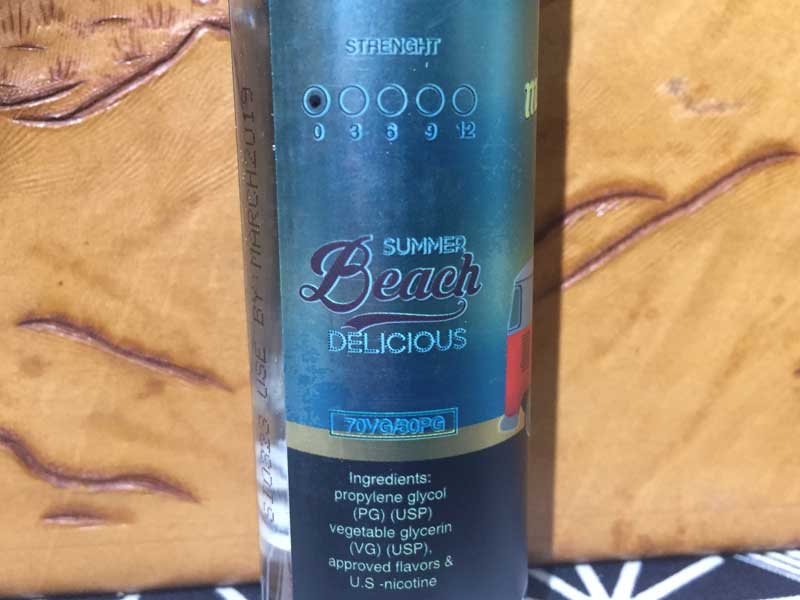 STRENGHT
0 3 6 9 12
SUMMER
Beach
DELICIOUS
70VG/30PG
Ingredients:
propylene glycol
(PG) (USP)
vegetable glycerin
(VG) (USP),
approved flavors &
U.S -nicotine
USE BY MARCH2019